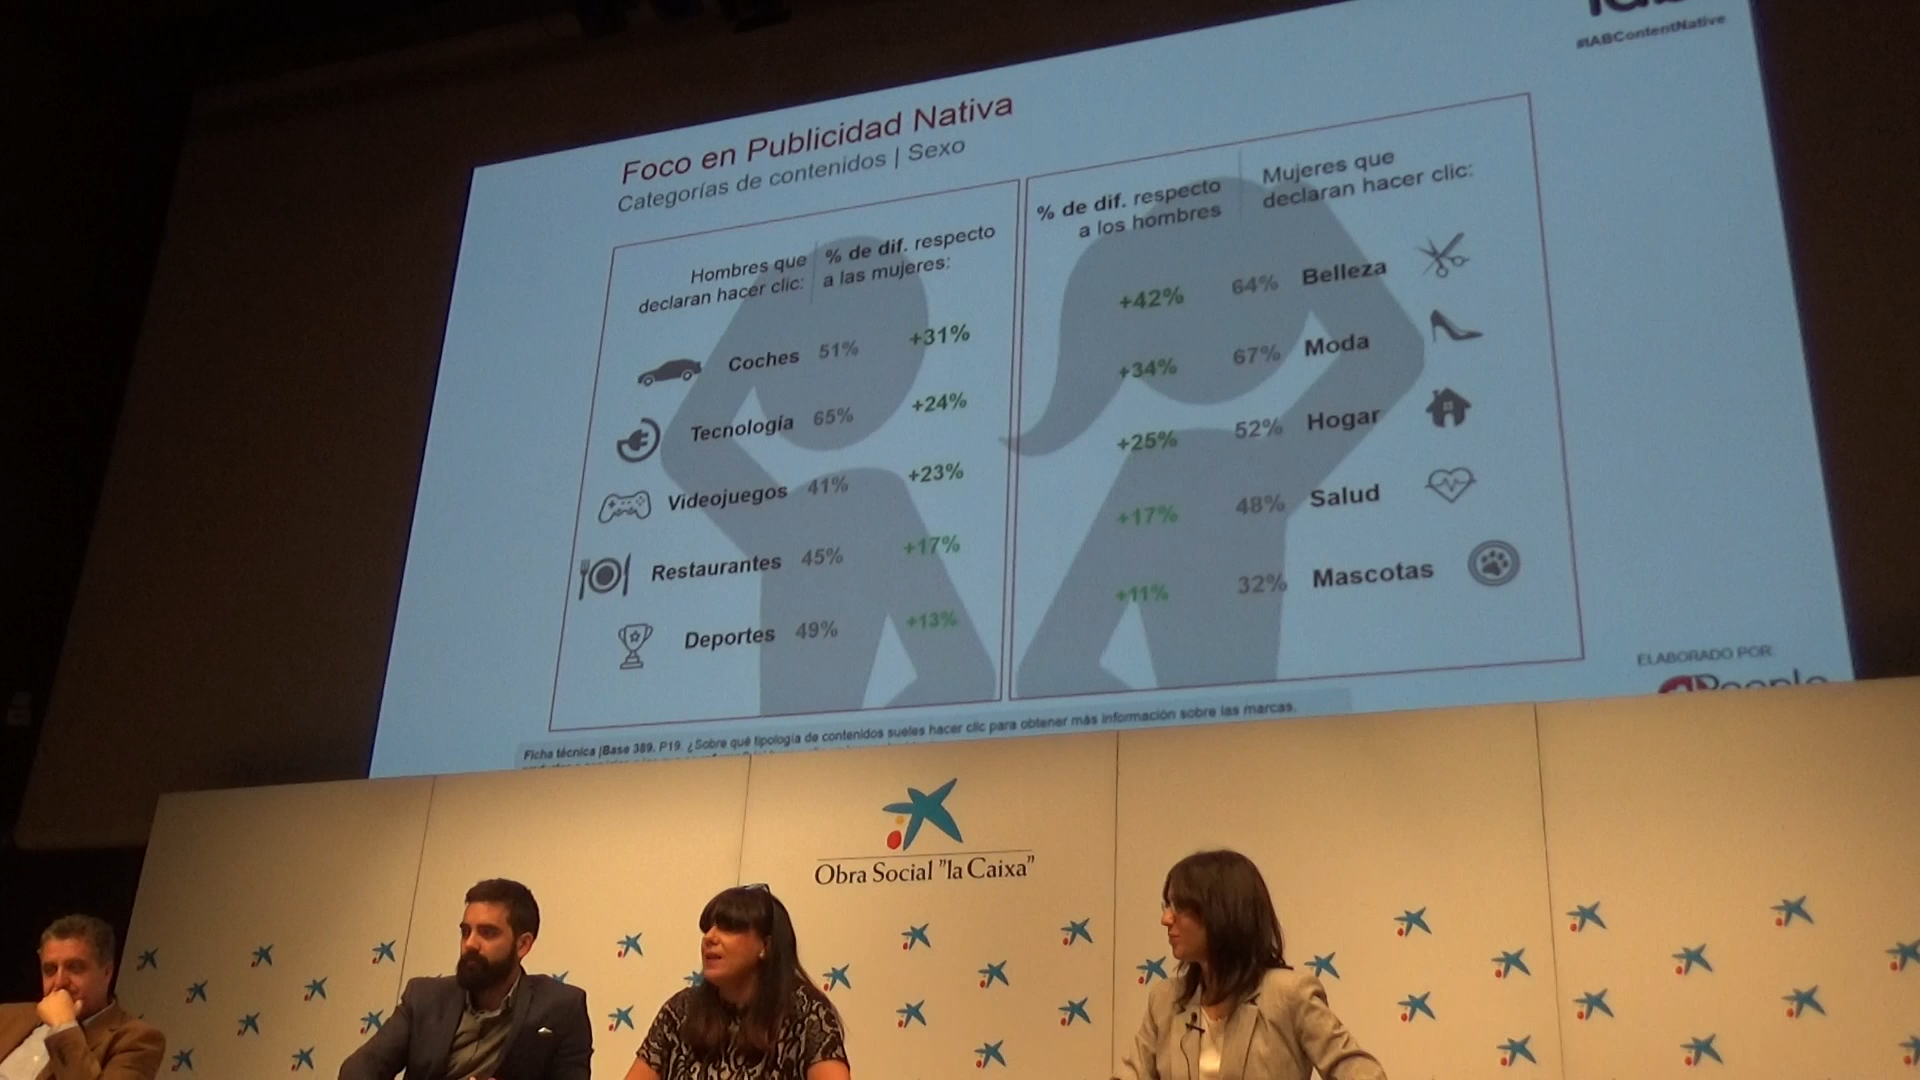 #IABContentNative
Foco en Publicidad Nativa
Categorías de contenidos | Sexo
Hombres que
declaran hacer clic:
% de dif. respecto
a las mujeres:
Coches 51% +31%
Tecnología 65% +24%
Videojuegos 41% +23%
Restaurantes 45% +17%
Deportes 49% +13%
% de dif. respecto
a los hombres
Mujeres que
declaran hacer clic:
+42% 64% Belleza
+34% 67% Moda
+25% 52% Hogar
+17% 48% Salud
+11% 32% Mascotas
ELABORADO POR:
Ficha técnica |Base 389. P19. ¿Sobre qué tipología de contenidos sueles hacer clic para obtener más información sobre las marcas,
Obra Social "la Caixa"